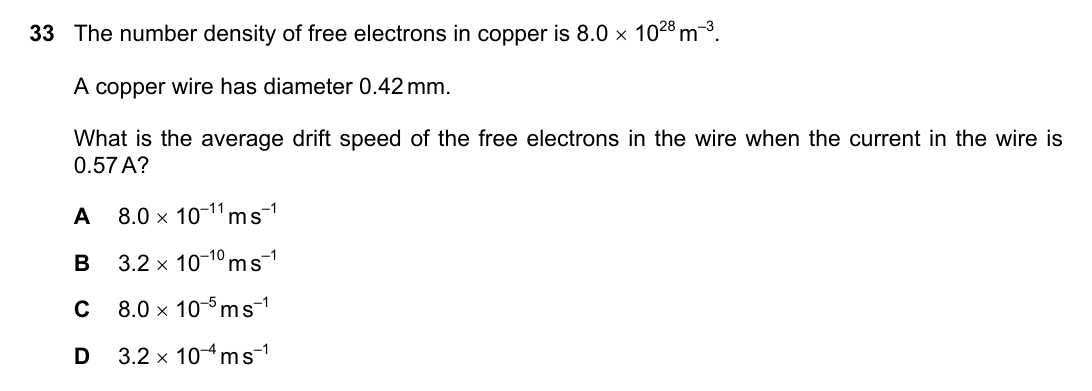 33 The number density of free electrons in copper is 8.0 × 10²⁸ m⁻³.
A copper wire has diameter 0.42 mm.
What is the average drift speed of the free electrons in the wire when the current in the wire is
0.57 A?
A 8.0 × 10⁻¹¹ m s⁻¹
B 3.2 × 10⁻¹⁰ m s⁻¹
C 8.0 × 10⁻⁵ m s⁻¹
D 3.2 × 10⁻⁴ m s⁻¹